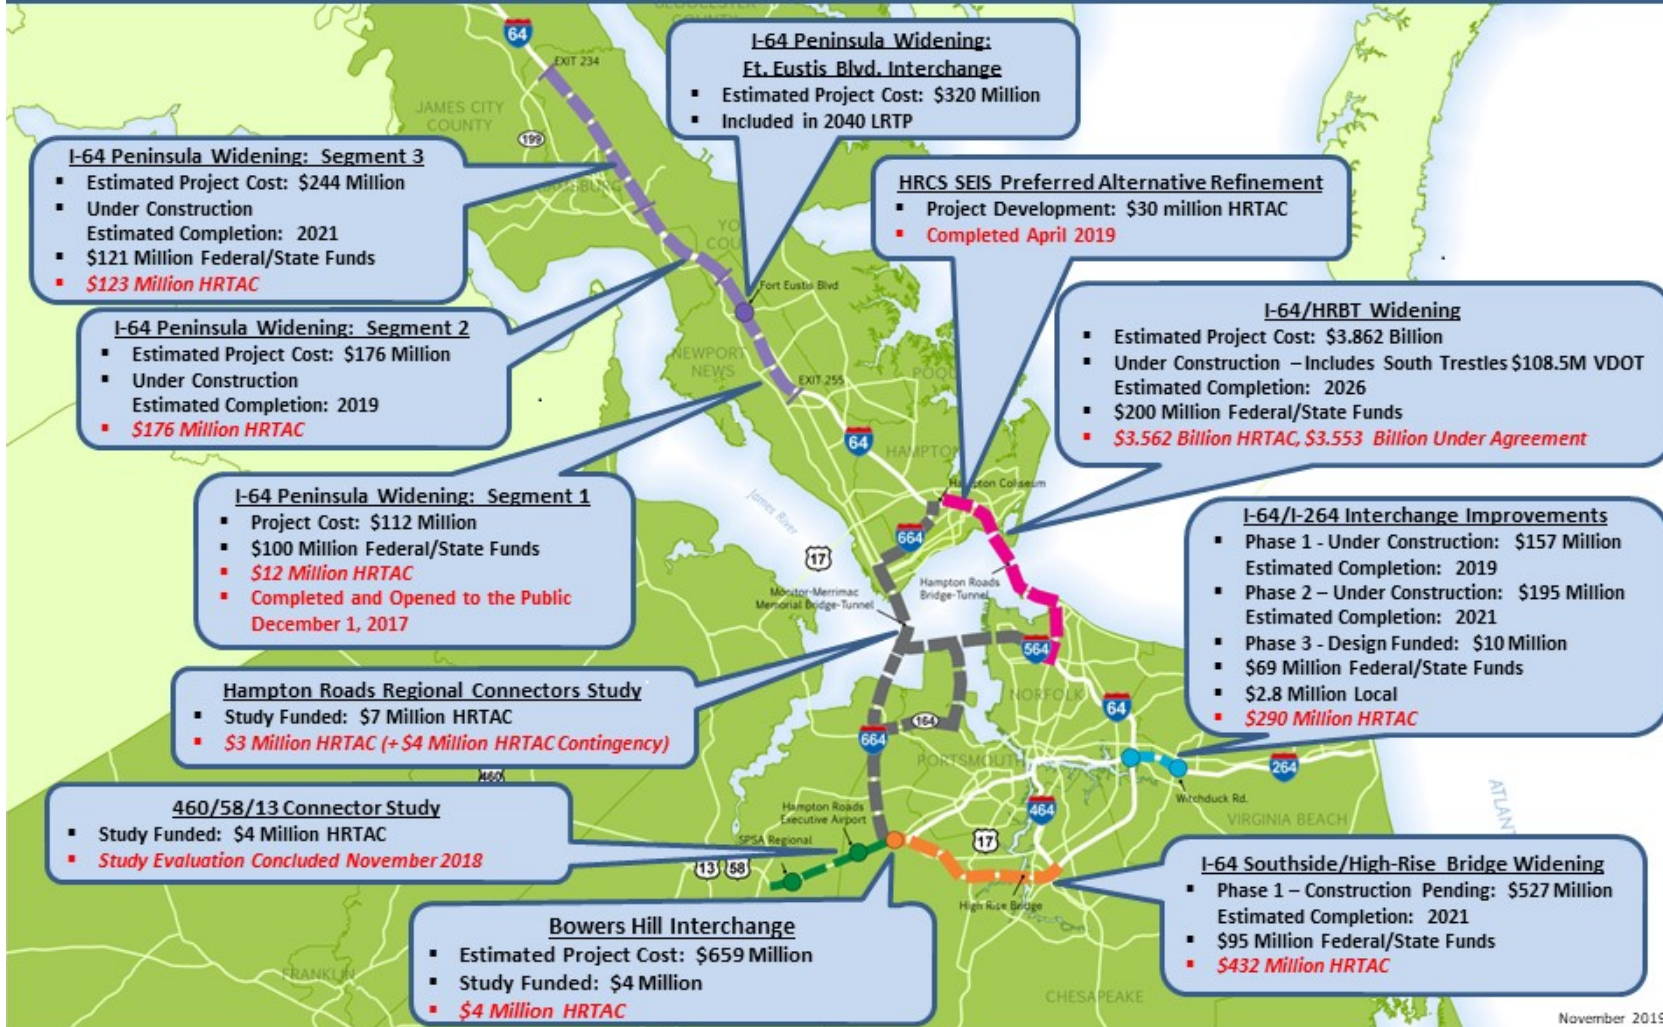 GLOUCESTER
COUNTY
64
EXIT 234
JAMES CITY
COUNTY
199
I-64 Peninsula Widening:
Ft. Eustis Blvd. Interchange
▪ Estimated Project Cost: $320 Million
▪ Included in 2040 LRTP
I-64 Peninsula Widening: Segment 3
▪ Estimated Project Cost: $244 Million
▪ Under Construction
Estimated Completion: 2021
▪ $121 Million Federal/State Funds
▪ $123 Million HRTAC
HRCS SEIS Preferred Alternative Refinement
▪ Project Development: $30 million HRTAC
▪ Completed April 2019
Fort Eustis Blvd
I-64 Peninsula Widening: Segment 2
▪ Estimated Project Cost: $176 Million
▪ Under Construction
Estimated Completion: 2019
▪ $176 Million HRTAC
NEWPORT
NEWS
EXIT 255
64
HAMPTON
I-64/HRBT Widening
▪ Estimated Project Cost: $3.862 Billion
▪ Under Construction – Includes South Trestles $108.5M VDOT
Estimated Completion: 2026
▪ $200 Million Federal/State Funds
▪ $3.562 Billion HRTAC, $3.553 Billion Under Agreement
I-64 Peninsula Widening: Segment 1
▪ Project Cost: $112 Million
▪ $100 Million Federal/State Funds
▪ $12 Million HRTAC
▪ Completed and Opened to the Public
December 1, 2017
James River
17
664
Hampton Coliseum
Hampton Roads
Bridge-Tunnel
Monitor-Merrimac
Memorial Bridge-Tunnel
I-64/I-264 Interchange Improvements
▪ Phase 1 - Under Construction: $157 Million
Estimated Completion: 2019
▪ Phase 2 – Under Construction: $195 Million
Estimated Completion: 2021
▪ Phase 3 - Design Funded: $10 Million
▪ $69 Million Federal/State Funds
▪ $2.8 Million Local
▪ $290 Million HRTAC
564
NORFOLK
64
Hampton Roads Regional Connectors Study
▪ Study Funded: $7 Million HRTAC
▪ $3 Million HRTAC (+ $4 Million HRTAC Contingency)
164
664
PORTSMOUTH
264
Witchduck Rd.
VIRGINIA BEACH
460
464
17
460/58/13 Connector Study
▪ Study Funded: $4 Million HRTAC
▪ Study Evaluation Concluded November 2018
Hampton Roads
Executive Airport
SPSA Regional
13 58
High Rise Bridge
I-64 Southside/High-Rise Bridge Widening
▪ Phase 1 – Construction Pending: $527 Million
Estimated Completion: 2021
▪ $95 Million Federal/State Funds
▪ $432 Million HRTAC
Bowers Hill Interchange
▪ Estimated Project Cost: $659 Million
▪ Study Funded: $4 Million
▪ $4 Million HRTAC
FRANKLIN
CHESAPEAKE
November 2019